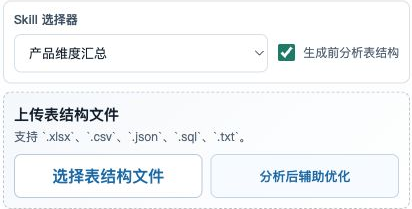 Skill 选择器
产品维度汇总
生成前分析表结构
上传表结构文件
支持 `.xlsx`、`.csv`、`.json`、`.sql`、`.txt`。
选择表结构文件
分析后辅助优化